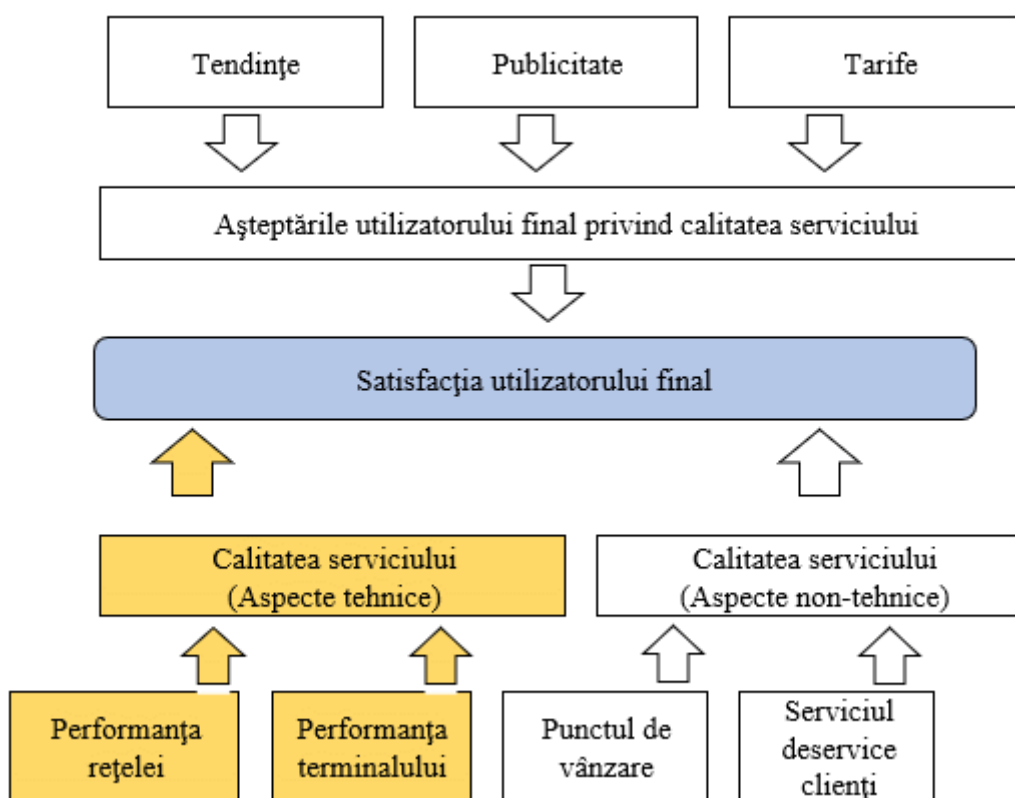 Tendinţe
Publicitate
Tarife
Aşteptările utilizatorului final privind calitatea serviciului
Satisfacţia utilizatorului final
Calitatea serviciului
(Aspecte tehnice)
Calitatea serviciului
(Aspecte non-tehnice)
Performanţa
reţelei
Performanţa
terminalului
Punctul de
vânzare
Serviciul
deservice
clienţi